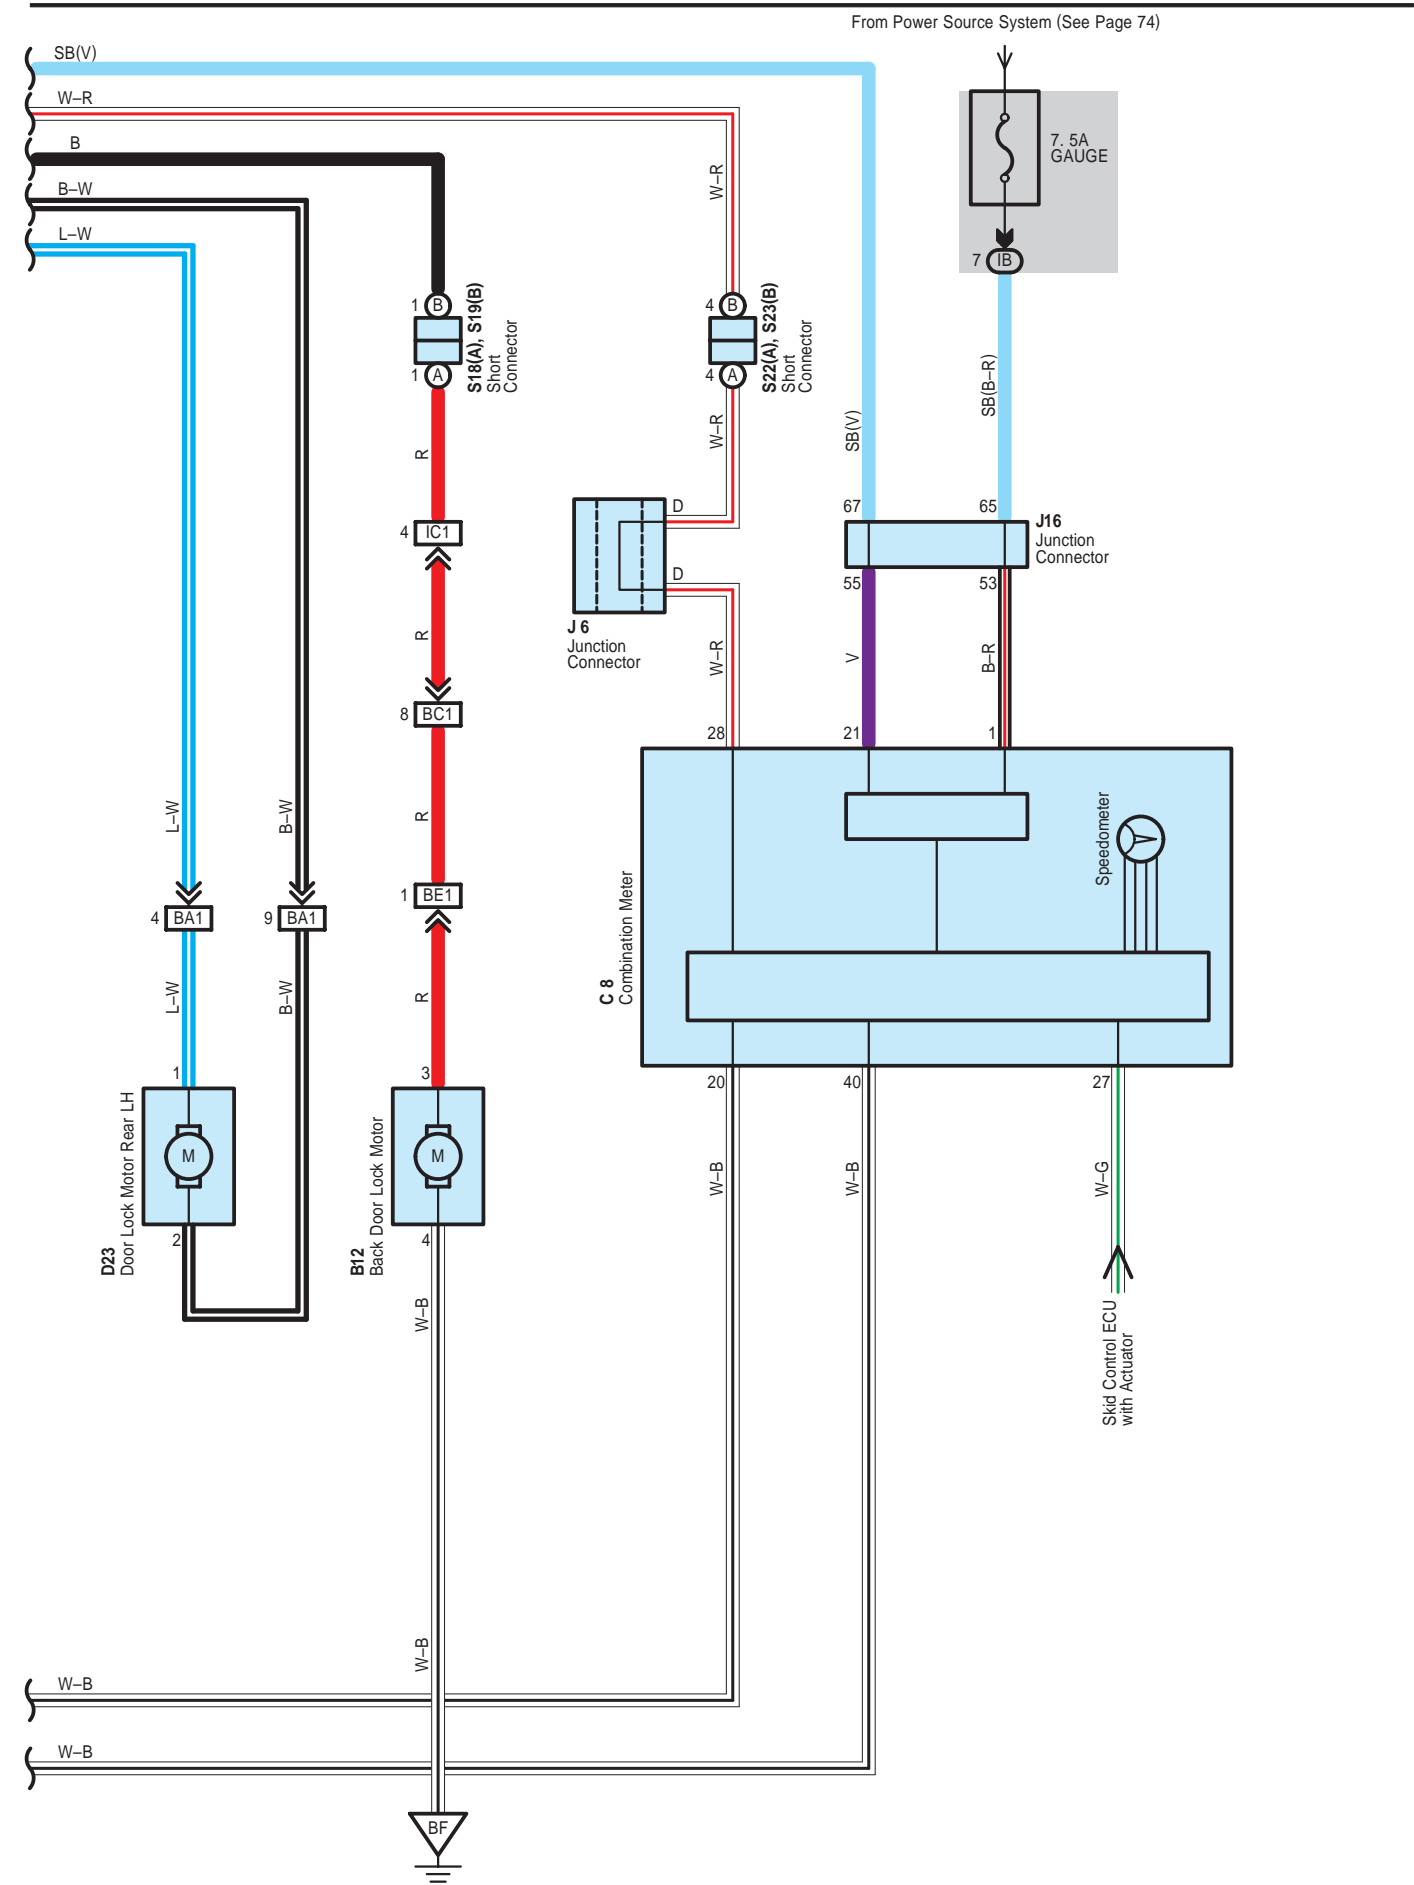 From Power Source System (See Page 74)
SB(V)
W–R
B
B–W
L–W
7. 5A
GAUGE
7
IB
W–R
1
B
S18(A), S19(B)
Short
Connector
1
A
4
B
S22(A), S23(B)
Short
Connector
4
A
SB(B–R)
SB(V)
W–R
R
D
67
65
J16
Junction
Connector
4
IC1
D
55
53
J 6
Junction
Connector
R
W–R
V
B–R
8
BC1
28
21
1
L–W
B–W
R
Speedometer
1
BE1
4
BA1
9
BA1
C 8
Combination Meter
L–W
B–W
R
1
3
20
40
27
D23
Door Lock Motor Rear LH
M
B12
Back Door Lock Motor
M
W–B
W–B
W–G
2
4
W–B
Skid Control ECU
with Actuator
W–B
W–B
W–B
BF